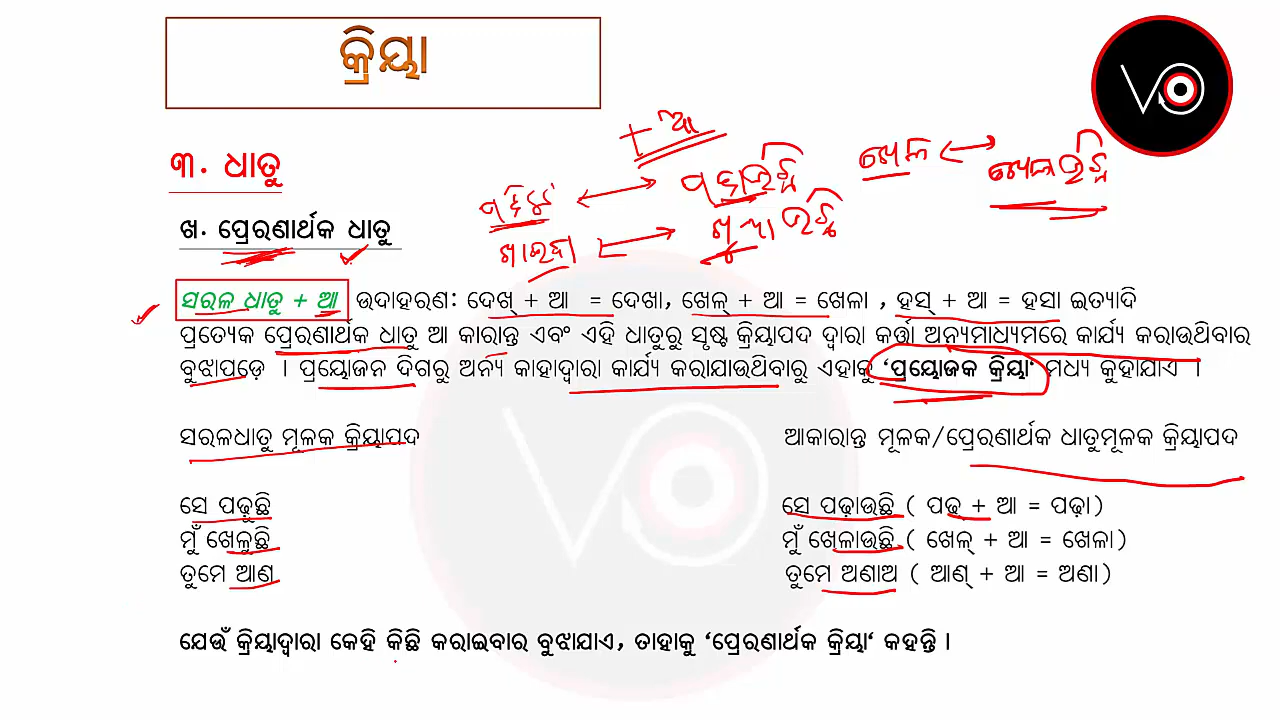 କ୍ରିୟା
VO
୩. ଧାତୁ
+ ଆ
ଖ. ପ୍ରେରଣାର୍ଥକ ଧାତୁ
ସରଳ ଧାତୁ + ଆ ଉଦାହରଣ: ଦେଖ୍ + ଆ = ଦେଖା, ଖେଳ୍ + ଆ = ଖେଳା , ହସ୍ + ଆ = ହସା ଇତ୍ୟାଦି
ପ୍ରତ୍ୟେକ ପ୍ରେରଣାର୍ଥକ ଧାତୁ ଆ କାରାନ୍ତ ଏବଂ ଏହି ଧାତୁରୁ ସୃଷ୍ଟ କ୍ରିୟାପଦ ଦ୍ୱାରା କର୍ତ୍ତା ଅନ୍ୟମାଧ୍ୟମରେ କାର୍ଯ୍ୟ କରାଉଥିବାର
ବୁଝାପଡ଼େ । ପ୍ରୟୋଜନ ଦିଗରୁ ଅନ୍ୟ କାହାଦ୍ୱାରା କାର୍ଯ୍ୟ କରାଯାଉଥିବାରୁ ଏହାକୁ ‘ପ୍ରୟୋଜକ କ୍ରିୟା‘ ମଧ୍ୟ କୁହାଯାଏ ।
ସରଳଧାତୁ ମୂଳକ କ୍ରିୟାପଦ ଆକାରାନ୍ତ ମୂଳକ/ପ୍ରେରଣାର୍ଥକ ଧାତୁମୂଳକ କ୍ରିୟାପଦ
ସେ ପଢ଼ୁଛି ସେ ପଢ଼ାଉଛି ( ପଢ଼ + ଆ = ପଢ଼ା)
ମୁଁ ଖେଳୁଛି ମୁଁ ଖେଳାଉଛି ( ଖେଳ୍ + ଆ = ଖେଳା)
ତୁମେ ଆଣ ତୁମେ ଅଣାଅ ( ଆଣ୍ + ଆ = ଅଣା)
ଯେଉଁ କ୍ରିୟାଦ୍ୱାରା କେହି କିଛି କରାଇବାର ବୁଝାଯାଏ, ତାହାକୁ ‘ପ୍ରେରଣାର୍ଥକ କ୍ରିୟା‘ କହନ୍ତି ।